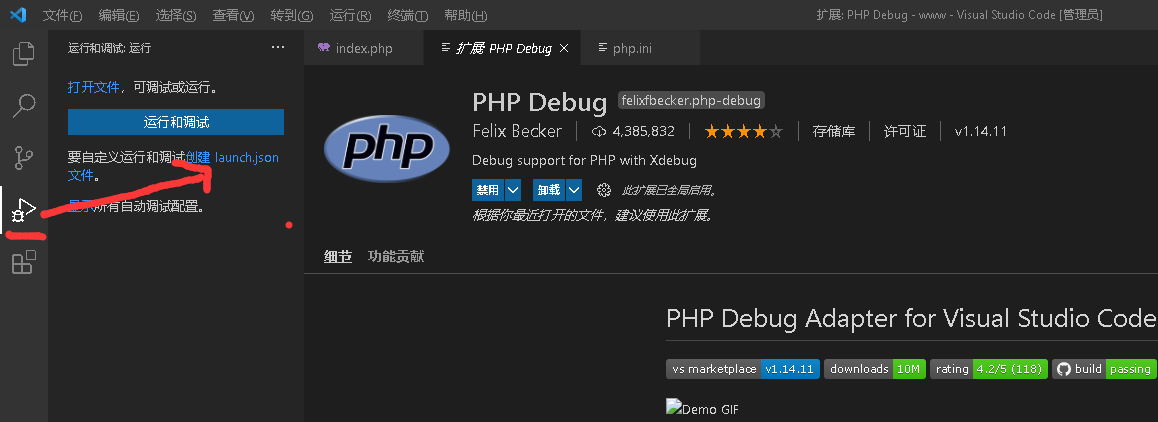 文件(F) 编辑(E) 选择(S) 查看(V) 转到(G) 运行(R) 终端(T) 帮助(H) 扩展: PHP Debug - www - Visual Studio Code [管理员]
运行和调试: 运行 ···
打开文件，可调试或运行。
运行和调试
要自定义运行和调试创建 launch.json
文件。
显示所有自动调试配置。
index.php 扩展: PHP Debug × php.ini
php
PHP Debug felixfbecker.php-debug
Felix Becker 4,385,832 存储库 许可证 v1.14.11
Debug support for PHP with Xdebug
禁用 卸载 此扩展已全局启用。
根据你最近打开的文件，建议使用此扩展。
细节 功能贡献
PHP Debug Adapter for Visual Studio Code
vs marketplace v1.14.11 downloads 10M rating 4.2/5 (118) build passing
Demo GIF